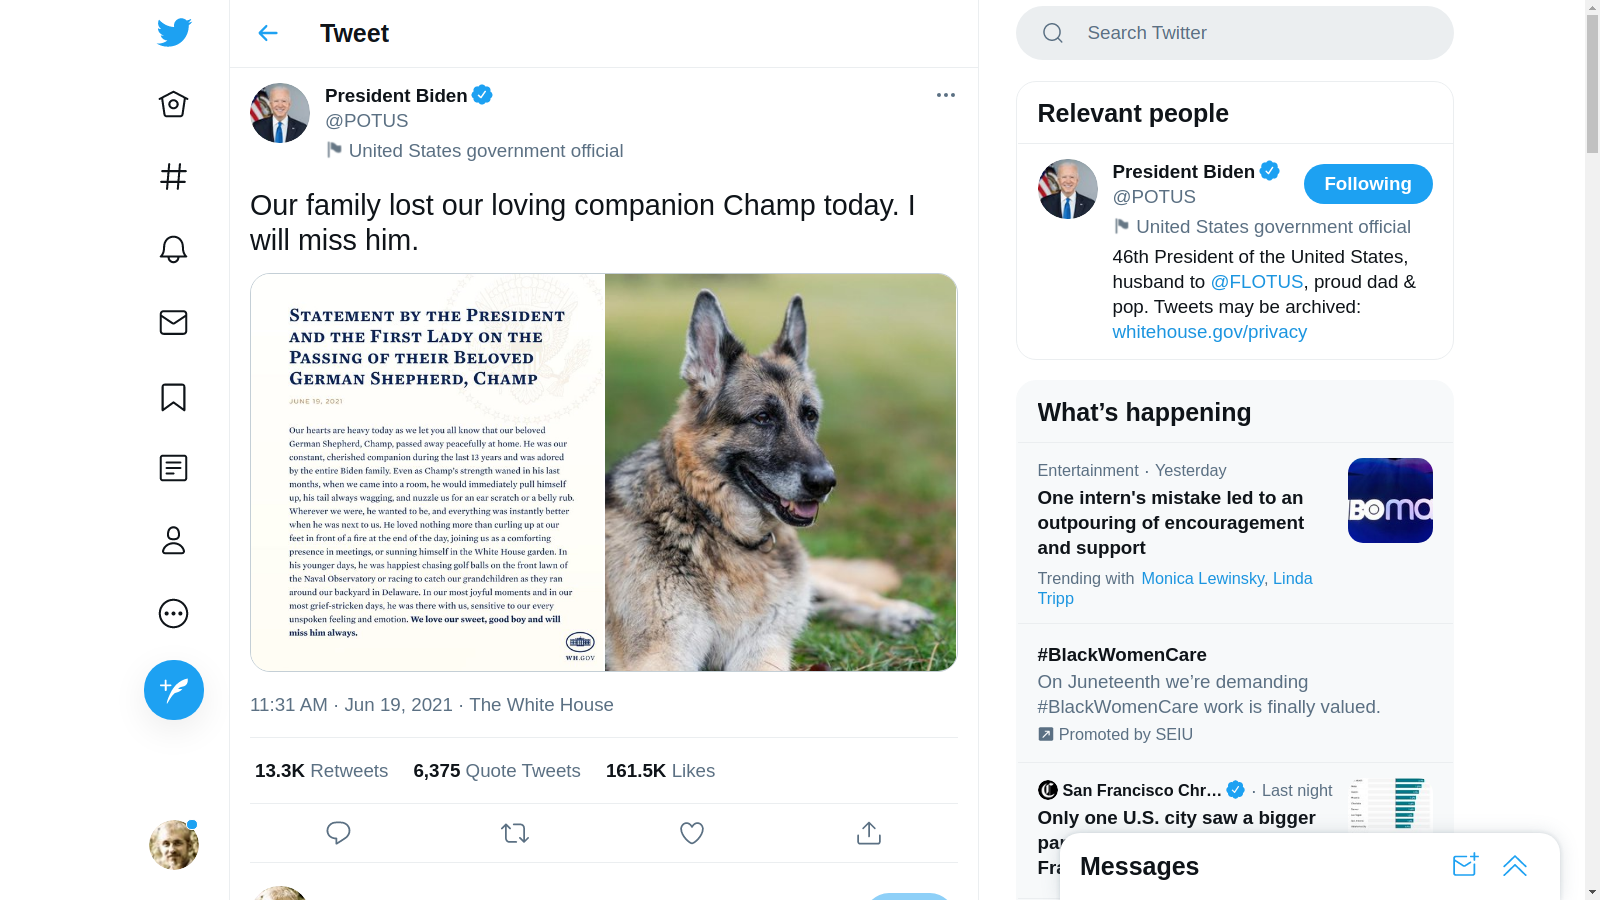 Tweet
President Biden
@POTUS
United States government official
Our family lost our loving companion Champ today. I
will miss him.
STATEMENT BY THE PRESIDENT
AND THE FIRST LADY ON THE
PASSING OF THEIR BELOVED
GERMAN SHEPHERD, CHAMP
JUNE 19, 2021
Our hearts are heavy today as we let you all know that our beloved
German Shepherd, Champ, passed away peacefully at home. He was our
constant, cherished companion during the last 13 years and was adored
by the entire Biden family. Even as Champ's strength waned in his last
months, when we came into a room, he would immediately pull himself
up, his tail always wagging, and nuzzle us for an ear scratch or a belly rub.
Wherever we were, he wanted to be, and everything was instantly better
when he was next to us. He loved nothing more than curling up at our
feet in front of a fire at the end of the day, joining us as a comforting
presence in meetings, or sunning himself in the White House garden. In
his younger days, he was happiest chasing golf balls on the front lawn of
the Naval Observatory or racing to catch our grandchildren as they ran
around our backyard in Delaware. In our most joyful moments and in our
most grief-stricken days, he was there with us, sensitive to our every
unspoken feeling and emotion. We love our sweet, good boy and will
miss him always.
WH.GOV
11:31 AM · Jun 19, 2021 · The White House
13.3K Retweets 6,375 Quote Tweets 161.5K Likes
Search Twitter
Relevant people
President Biden
@POTUS
Following
United States government official
46th President of the United States,
husband to @FLOTUS, proud dad &
pop. Tweets may be archived:
whitehouse.gov/privacy
What's happening
Entertainment · Yesterday
One intern's mistake led to an
outpouring of encouragement
and support
Trending with Monica Lewinsky, Linda
Tripp
#BlackWomenCare
On Juneteenth we're demanding
#BlackWomenCare work is finally valued.
Promoted by SEIU
San Francisco Chr… · Last night
Only one U.S. city saw a bigger
Messages